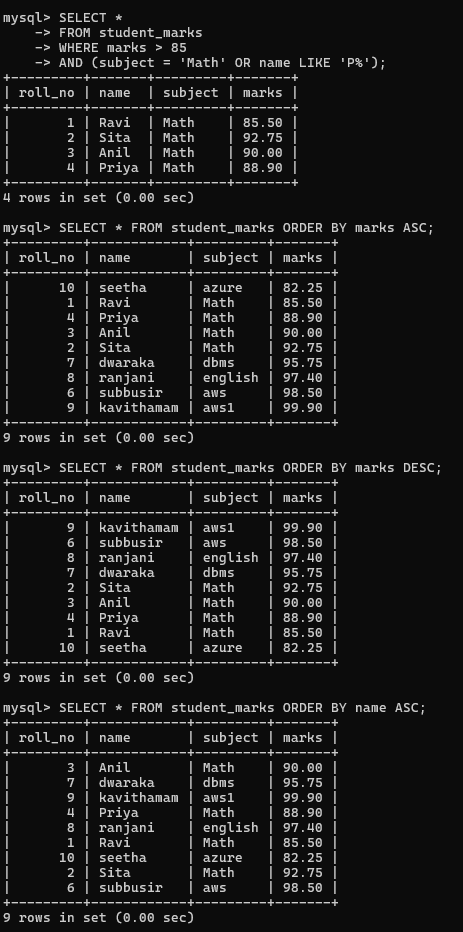 mysql> SELECT *
    -> FROM student_marks
    -> WHERE marks > 85
    -> AND (subject = 'Math' OR name LIKE 'P%');
+---------+-------+---------+-------+
| roll_no | name  | subject | marks |
+---------+-------+---------+-------+
|       1 | Ravi  | Math    | 85.50 |
|       2 | Sita  | Math    | 92.75 |
|       3 | Anil  | Math    | 90.00 |
|       4 | Priya | Math    | 88.90 |
+---------+-------+---------+-------+
4 rows in set (0.00 sec)

mysql> SELECT * FROM student_marks ORDER BY marks ASC;
+---------+------------+---------+-------+
| roll_no | name       | subject | marks |
+---------+------------+---------+-------+
|      10 | seetha     | azure   | 82.25 |
|       1 | Ravi       | Math    | 85.50 |
|       4 | Priya      | Math    | 88.90 |
|       3 | Anil       | Math    | 90.00 |
|       2 | Sita       | Math    | 92.75 |
|       7 | dwaraka    | dbms    | 95.75 |
|       8 | ranjani    | english | 97.40 |
|       6 | subbusir   | aws     | 98.50 |
|       9 | kavithamam | aws1    | 99.90 |
+---------+------------+---------+-------+
9 rows in set (0.00 sec)

mysql> SELECT * FROM student_marks ORDER BY marks DESC;
+---------+------------+---------+-------+
| roll_no | name       | subject | marks |
+---------+------------+---------+-------+
|       9 | kavithamam | aws1    | 99.90 |
|       6 | subbusir   | aws     | 98.50 |
|       8 | ranjani    | english | 97.40 |
|       7 | dwaraka    | dbms    | 95.75 |
|       2 | Sita       | Math    | 92.75 |
|       3 | Anil       | Math    | 90.00 |
|       4 | Priya      | Math    | 88.90 |
|       1 | Ravi       | Math    | 85.50 |
|      10 | seetha     | azure   | 82.25 |
+---------+------------+---------+-------+
9 rows in set (0.00 sec)

mysql> SELECT * FROM student_marks ORDER BY name ASC;
+---------+------------+---------+-------+
| roll_no | name       | subject | marks |
+---------+------------+---------+-------+
|       3 | Anil       | Math    | 90.00 |
|       7 | dwaraka    | dbms    | 95.75 |
|       9 | kavithamam | aws1    | 99.90 |
|       4 | Priya      | Math    | 88.90 |
|       8 | ranjani    | english | 97.40 |
|       1 | Ravi       | Math    | 85.50 |
|      10 | seetha     | azure   | 82.25 |
|       2 | Sita       | Math    | 92.75 |
|       6 | subbusir   | aws     | 98.50 |
+---------+------------+---------+-------+
9 rows in set (0.00 sec)